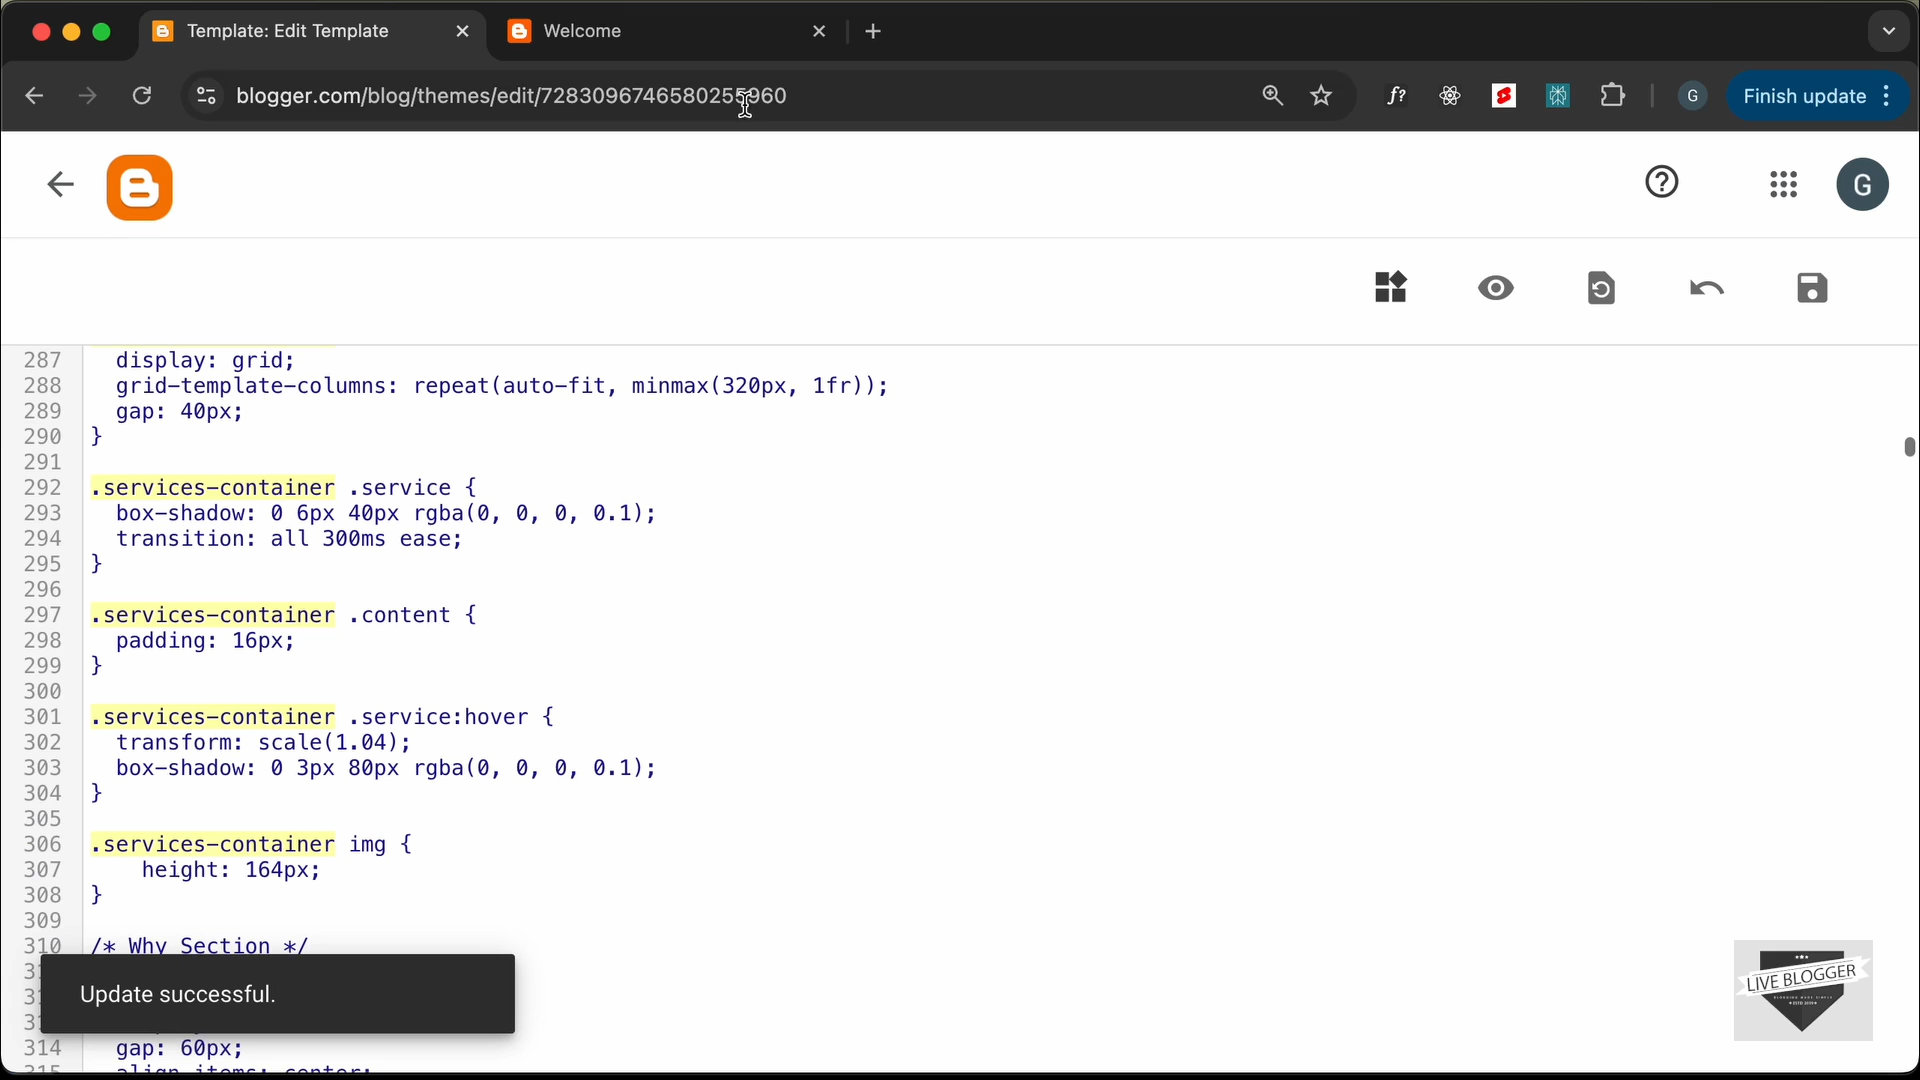 Template: Edit Template
Welcome
blogger.com/blog/themes/edit/7283096746580255960
f?
G
Finish update
G
287 display: grid;
288 grid-template-columns: repeat(auto-fit, minmax(320px, 1fr));
289 gap: 40px;
290 }
291
292 .services-container .service {
293 box-shadow: 0 6px 40px rgba(0, 0, 0, 0.1);
294 transition: all 300ms ease;
295 }
296
297 .services-container .content {
298 padding: 16px;
299 }
300
301 .services-container .service:hover {
302 transform: scale(1.04);
303 box-shadow: 0 3px 80px rgba(0, 0, 0, 0.1);
304 }
305
306 .services-container img {
307 height: 164px;
308 }
309
310 /* Why Section */
Update successful.
314 gap: 60px;
315 align-items: center;
LIVE BLOGGER